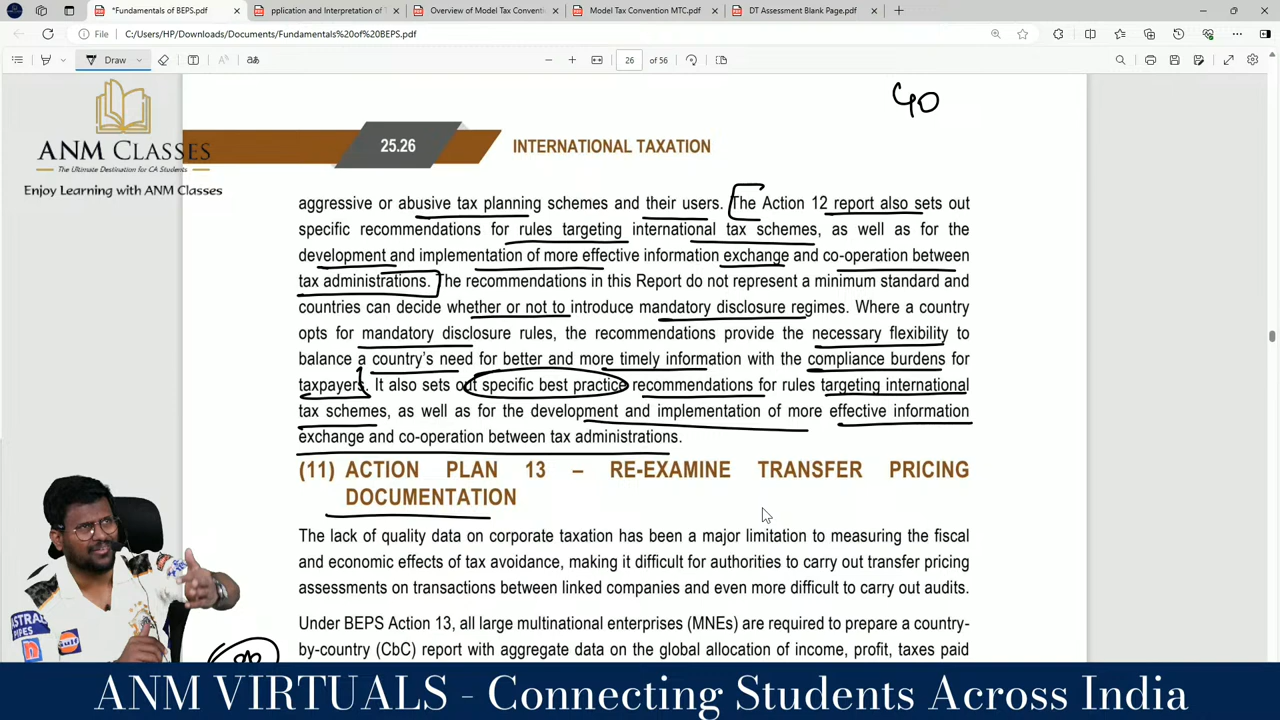 *Fundamentals of BEPS.pdf
pplication and Interpretation of T
Overview of Model Tax Conventi
Model Tax Convention MTC.pdf
DT Assessment Blank Page.pdf
File
C:/Users/HP/Downloads/Documents/Fundamentals%20of%20BEPS.pdf
Draw
26 of 56
40
ANM CLASSES
The Ultimate Destination for CA Students
Enjoy Learning with ANM Classes
25.26 INTERNATIONAL TAXATION
aggressive or abusive tax planning schemes and their users. The Action 12 report also sets out
specific recommendations for rules targeting international tax schemes, as well as for the
development and implementation of more effective information exchange and co-operation between
tax administrations. The recommendations in this Report do not represent a minimum standard and
countries can decide whether or not to introduce mandatory disclosure regimes. Where a country
opts for mandatory disclosure rules, the recommendations provide the necessary flexibility to
balance a country's need for better and more timely information with the compliance burdens for
taxpayers. It also sets out specific best practice recommendations for rules targeting international
tax schemes, as well as for the development and implementation of more effective information
exchange and co-operation between tax administrations.
(11) ACTION PLAN 13 – RE-EXAMINE TRANSFER PRICING
DOCUMENTATION
The lack of quality data on corporate taxation has been a major limitation to measuring the fiscal
and economic effects of tax avoidance, making it difficult for authorities to carry out transfer pricing
assessments on transactions between linked companies and even more difficult to carry out audits.
Under BEPS Action 13, all large multinational enterprises (MNEs) are required to prepare a country-
by-country (CbC) report with aggregate data on the global allocation of income, profit, taxes paid
Gulf
ANM VIRTUALS - Connecting Students Across India